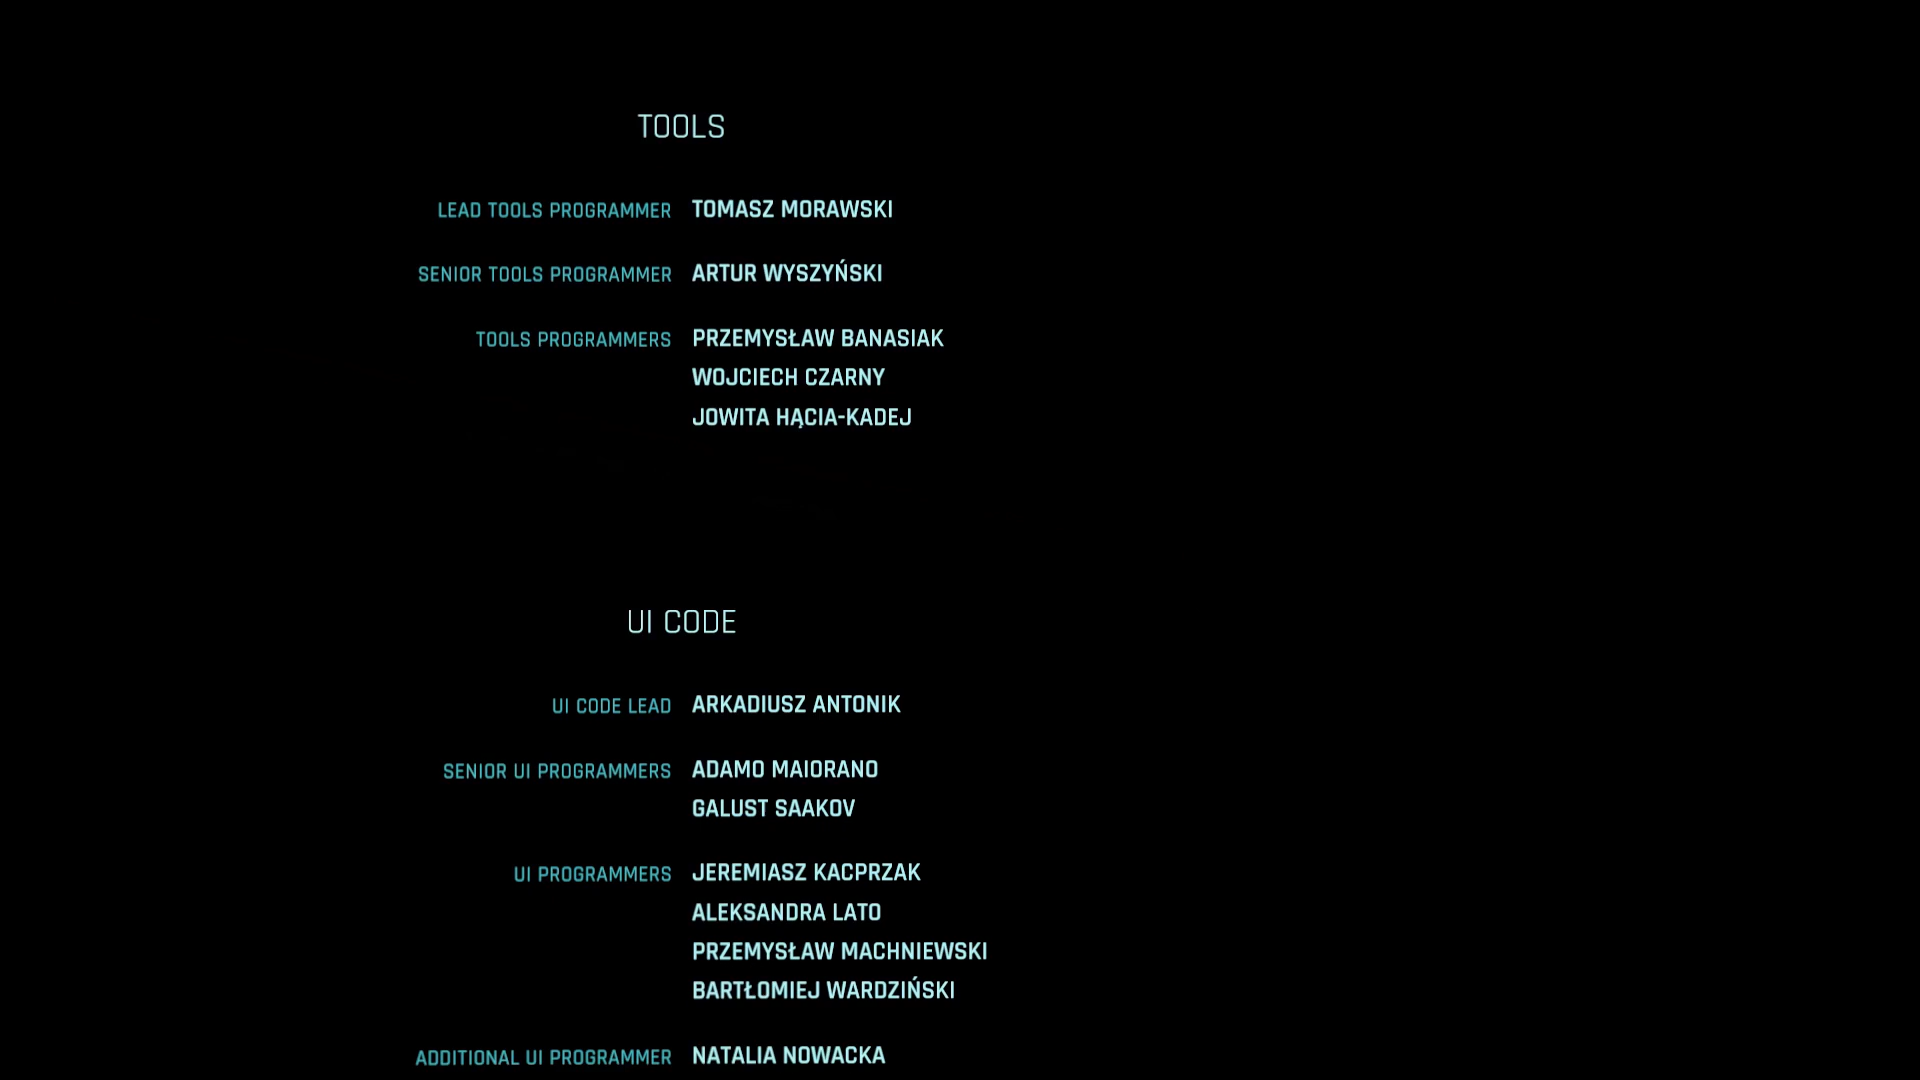 TOOLS
LEAD TOOLS PROGRAMMER TOMASZ MORAWSKI
SENIOR TOOLS PROGRAMMER ARTUR WYSZYŃSKI
TOOLS PROGRAMMERS PRZEMYSŁAW BANASIAK
WOJCIECH CZARNY
JOWITA HĄCIA-KADEJ
UI CODE
UI CODE LEAD ARKADIUSZ ANTONIK
SENIOR UI PROGRAMMERS ADAMO MAIORANO
GALUST SAAKOV
UI PROGRAMMERS JEREMIASZ KACPRZAK
ALEKSANDRA LATO
PRZEMYSŁAW MACHNIEWSKI
BARTŁOMIEJ WARDZIŃSKI
ADDITIONAL UI PROGRAMMER NATALIA NOWACKA